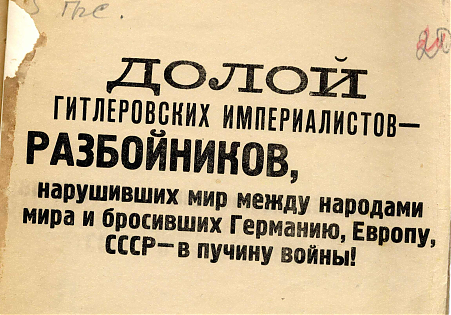 ДОЛОЙ
ГИТЛЕРОВСКИХ ИМПЕРИАЛИСТОВ—
РАЗБОЙНИКОВ,
нарушивших мир между народами
мира и бросивших Германию, Европу,
СССР—в пучину войны!